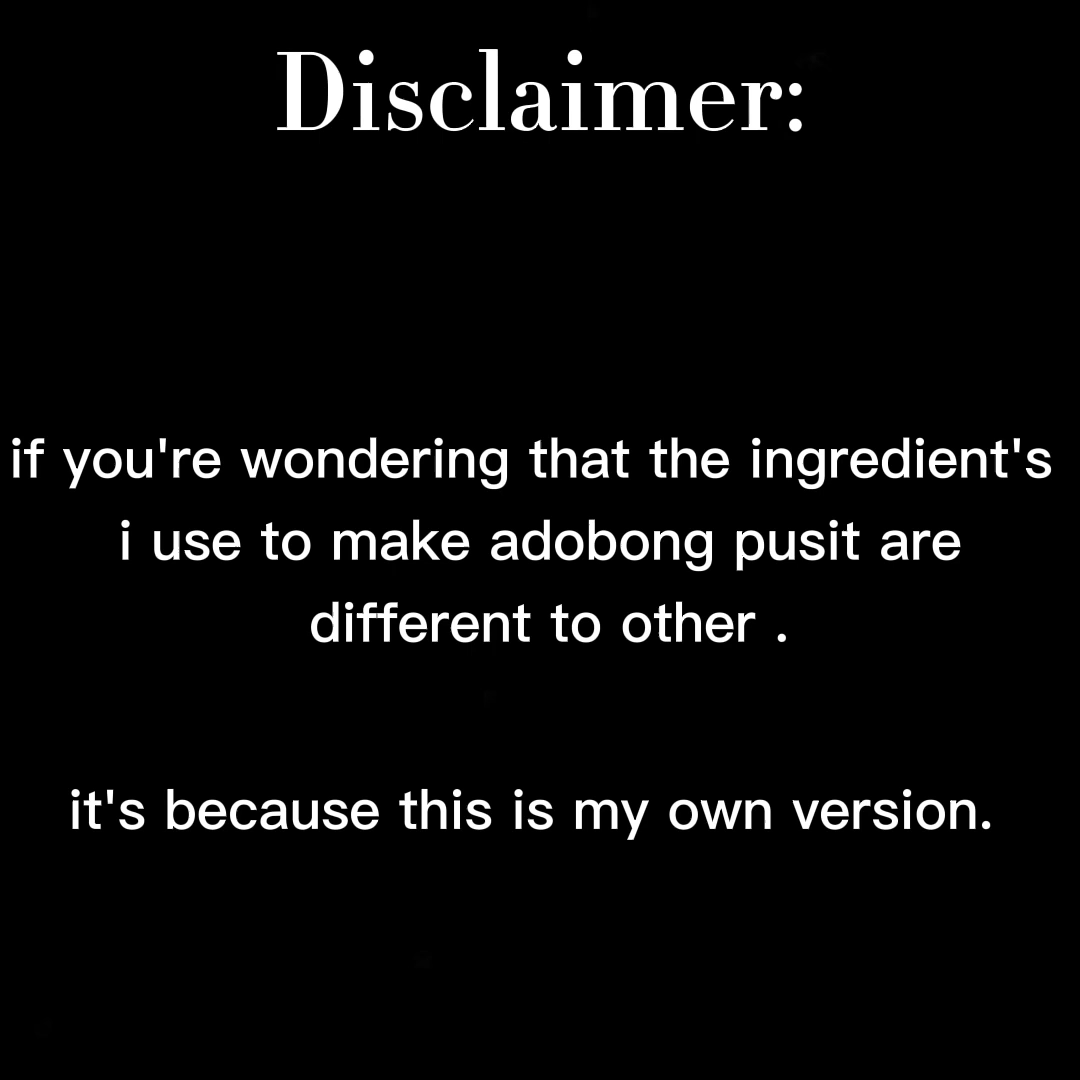 Disclaimer:
if you're wondering that the ingredient's
i use to make adobong pusit are
different to other .
it's because this is my own version.